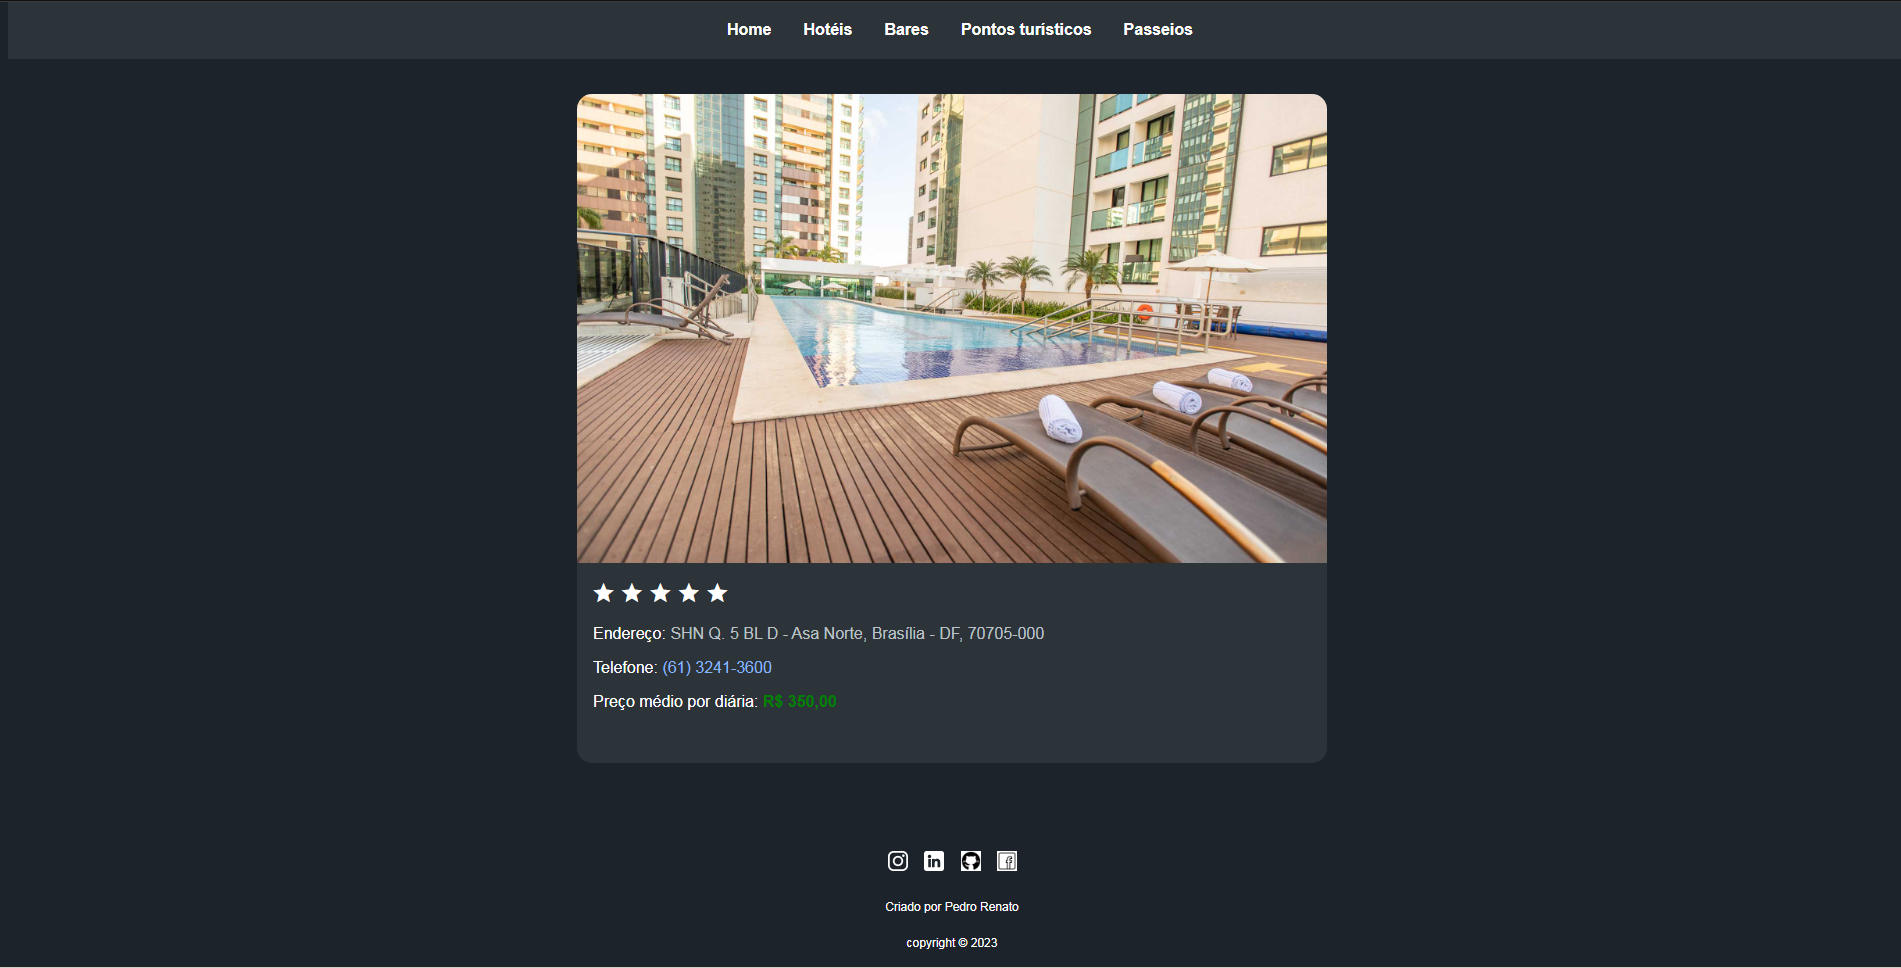 Home Hotéis Bares Pontos turísticos Passeios
Endereço: SHN Q. 5 BL D - Asa Norte, Brasília - DF, 70705-000
Telefone: (61) 3241-3600
Preço médio por diária: R$ 350,00
Criado por Pedro Renato
copyright © 2023